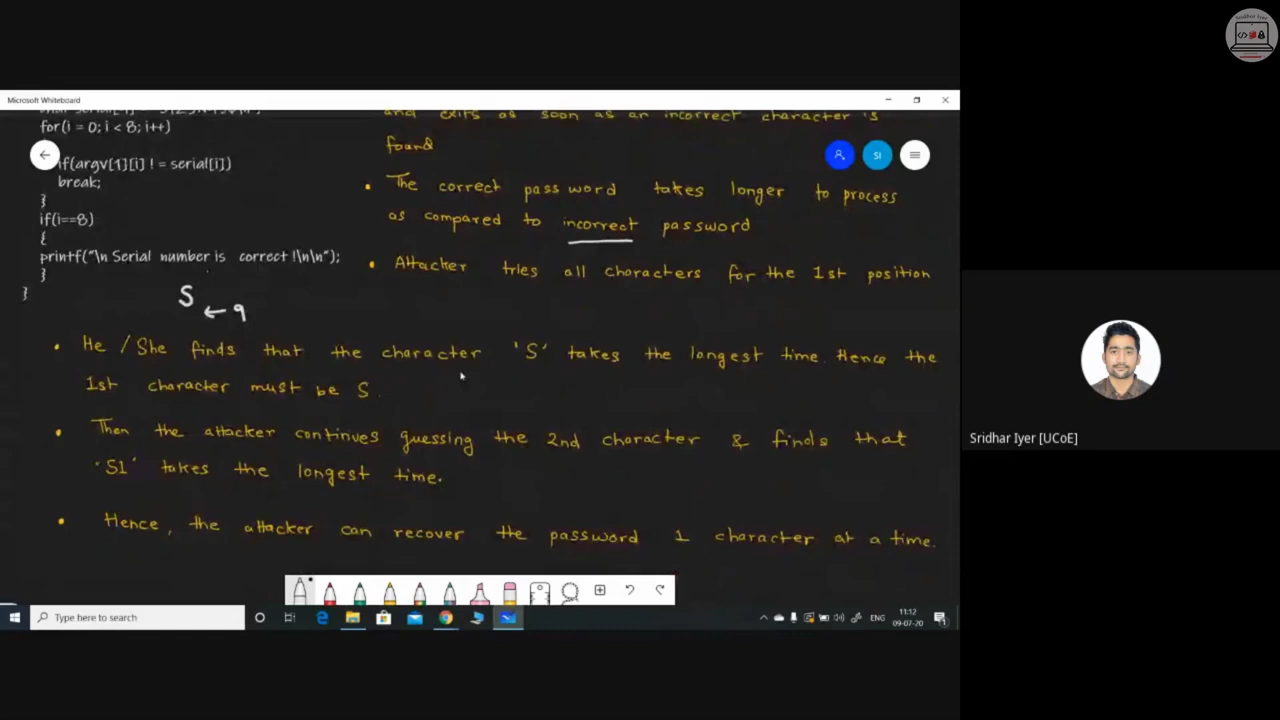 Sridhar Iyer
Microsoft Whiteboard
for(i = 0; i < 8; i++)
if(argv[1][i] != serial[i])
break;
}
if(i==8)
{
printf("\n Serial number is correct !\n\n");
}
}
and exits as soon as an incorrect character is
found
SI
• The correct password takes longer to process
as compared to incorrect password
• Attacker tries all characters for the 1st position
S ← 9
• He / She finds that the character 'S' takes the longest time. Hence the
1st character must be S.
• Then the attacker continues guessing the 2nd character & finds that
'S1' takes the longest time.
• Hence, the attacker can recover the password 1 character at a time.
Type here to search
ENG
11:12
09-07-20
Sridhar Iyer [UCoE]